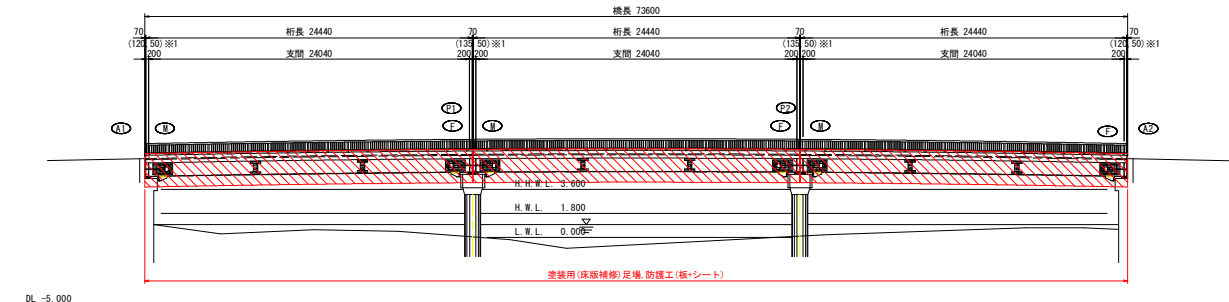 橋長 73600
70 桁長 24440 70 桁長 24440 70 桁長 24440 70
(120,50)※1 (135,50)※1 (135,50)※1 (120,50)※1
200 支間 24040 200 200 支間 24040 200 200 支間 24040 200
P1 P2
A1 M F M F M F A2
H.H.W.L. 3.600
H.W.L. 1.800
L.W.L. 0.000
塗装用(床版補修)足場,防護工(板+シート)
DL -5.000